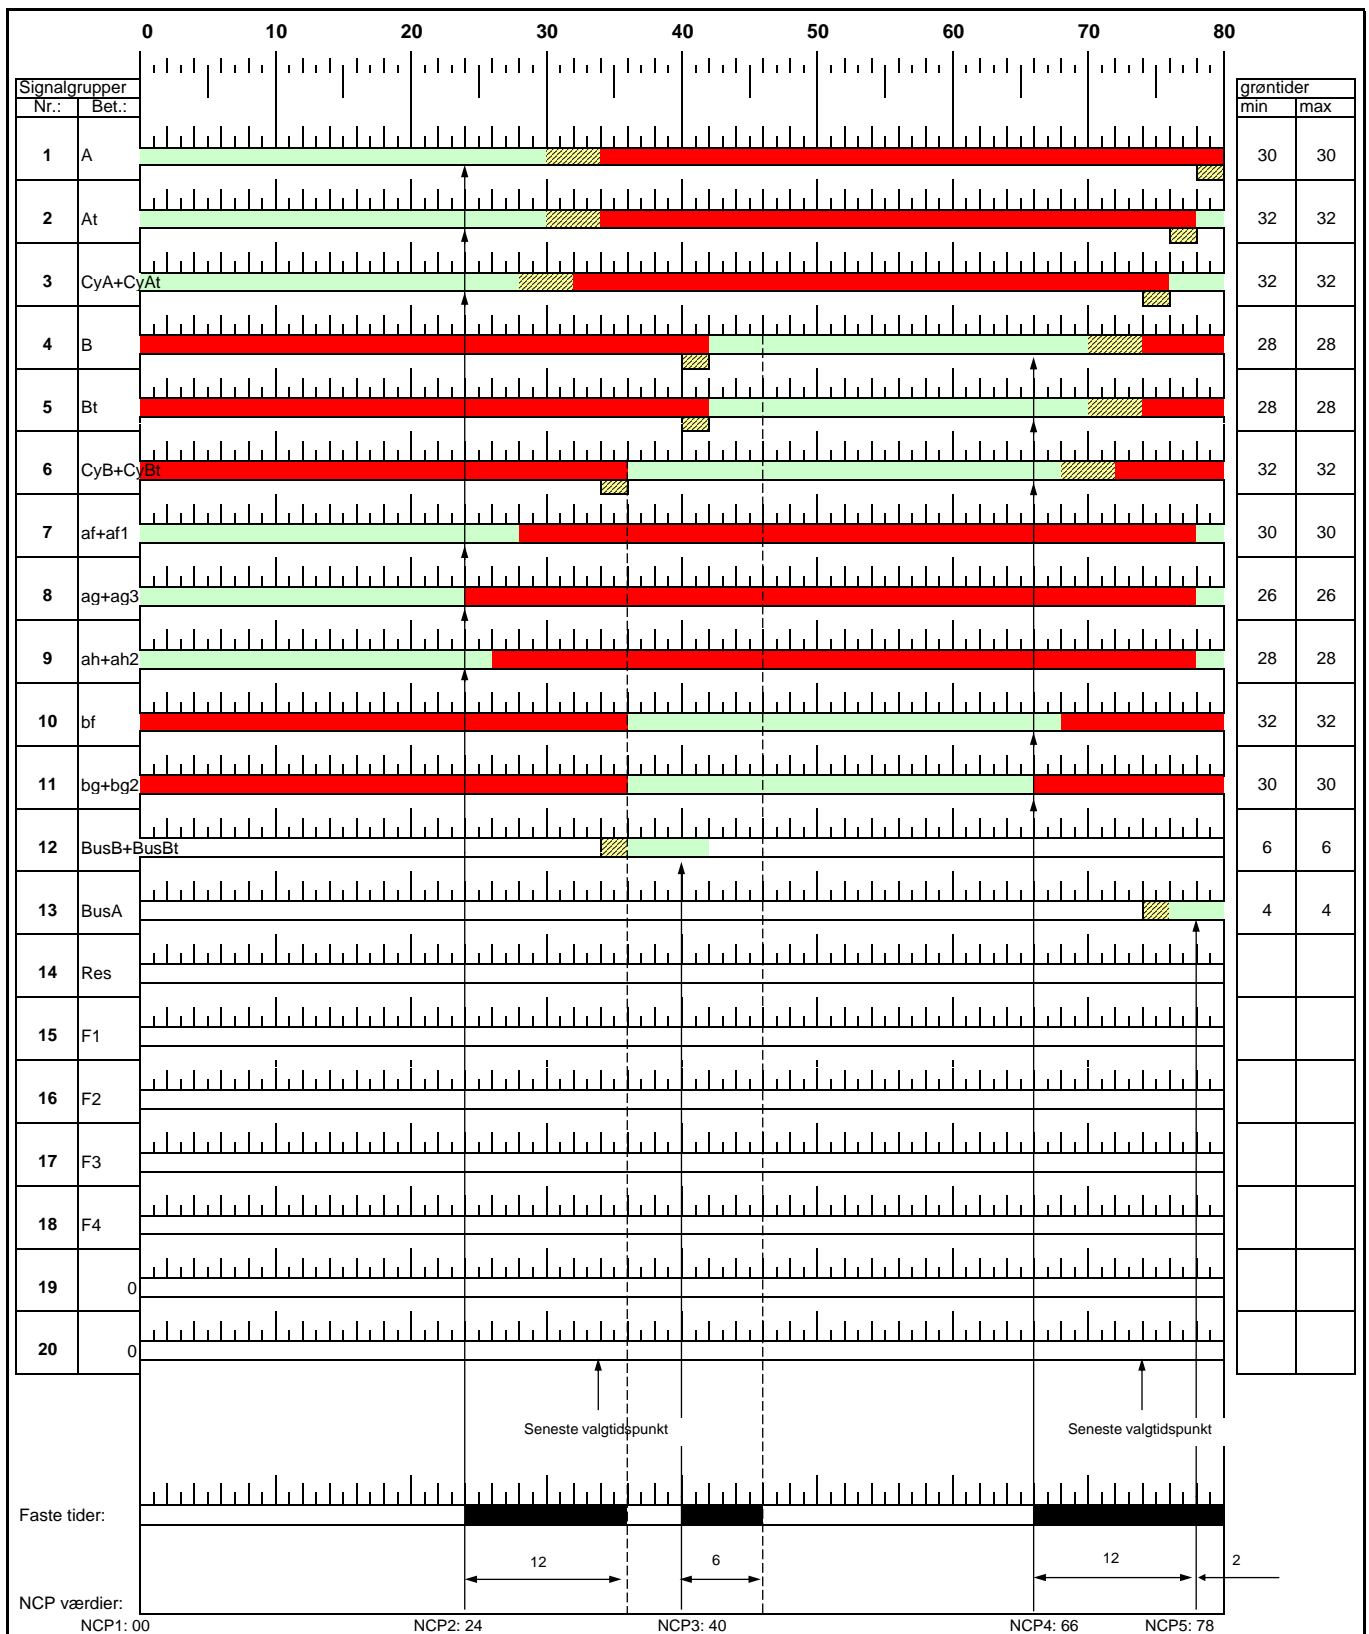 0 10 20 30 40 50 60 70 80
Signalgrupper grøntider
Nr.: Bet.: min max
1 A 30 30
2 At 32 32
3 CyA+CyAt 32 32
4 B 28 28
5 Bt 28 28
6 CyB+CyBt 32 32
7 af+af1 30 30
8 ag+ag3 26 26
9 ah+ah2 28 28
10 bf 32 32
11 bg+bg2 30 30
12 BusB+BusBt 6 6
13 BusA 4 4
14 Res
15 F1
16 F2
17 F3
18 F4
19 0
20 0
Seneste valgtidspunkt Seneste valgtidspunkt
Faste tider:
12 6 12 2
NCP værdier:
NCP1: 00 NCP2: 24 NCP3: 40 NCP4: 66 NCP5: 78